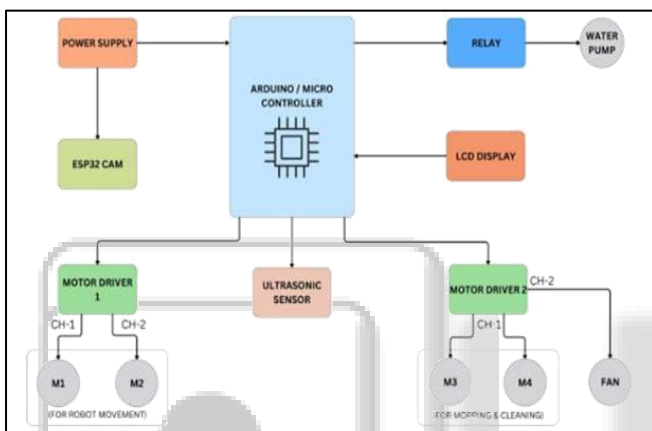 POWER SUPPLY
ARDUINO / MICRO
CONTROLLER
RELAY
WATER
PUMP
ESP32 CAM
LCD DISPLAY
MOTOR DRIVER
1
ULTRASONIC
SENSOR
MOTOR DRIVER 2
CH-2
CH-1
CH-2
CH-1
M1
M2
M3
M4
FAN
(FOR ROBOT MOVEMENT)
(FOR MOPPING & CLEANING)